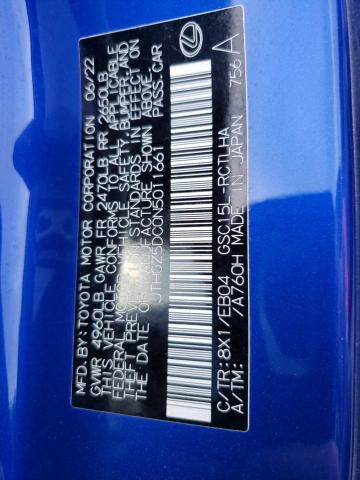 MFD.BY:TOYOTA MOTOR CORPORATION 06/22
GVWR 4960LB GAWR FR 2470LB RR 2650LB
THIS VEHICLE CONFORMS TO ALL APPLICABLE
FEDERAL MOTOR VEHICLE SAFETY, BUMPER, AND
THEFT PREVENTION STANDARDS IN EFFECT ON
THE DATE OF MANUFACTURE SHOWN ABOVE.
JTHGZ5DC0N5011661 PASS.CAR
C/TR: 8X1 /EB04 GSC15L -RCTLHA
A/TM: /A760H MADE IN JAPAN
756 A